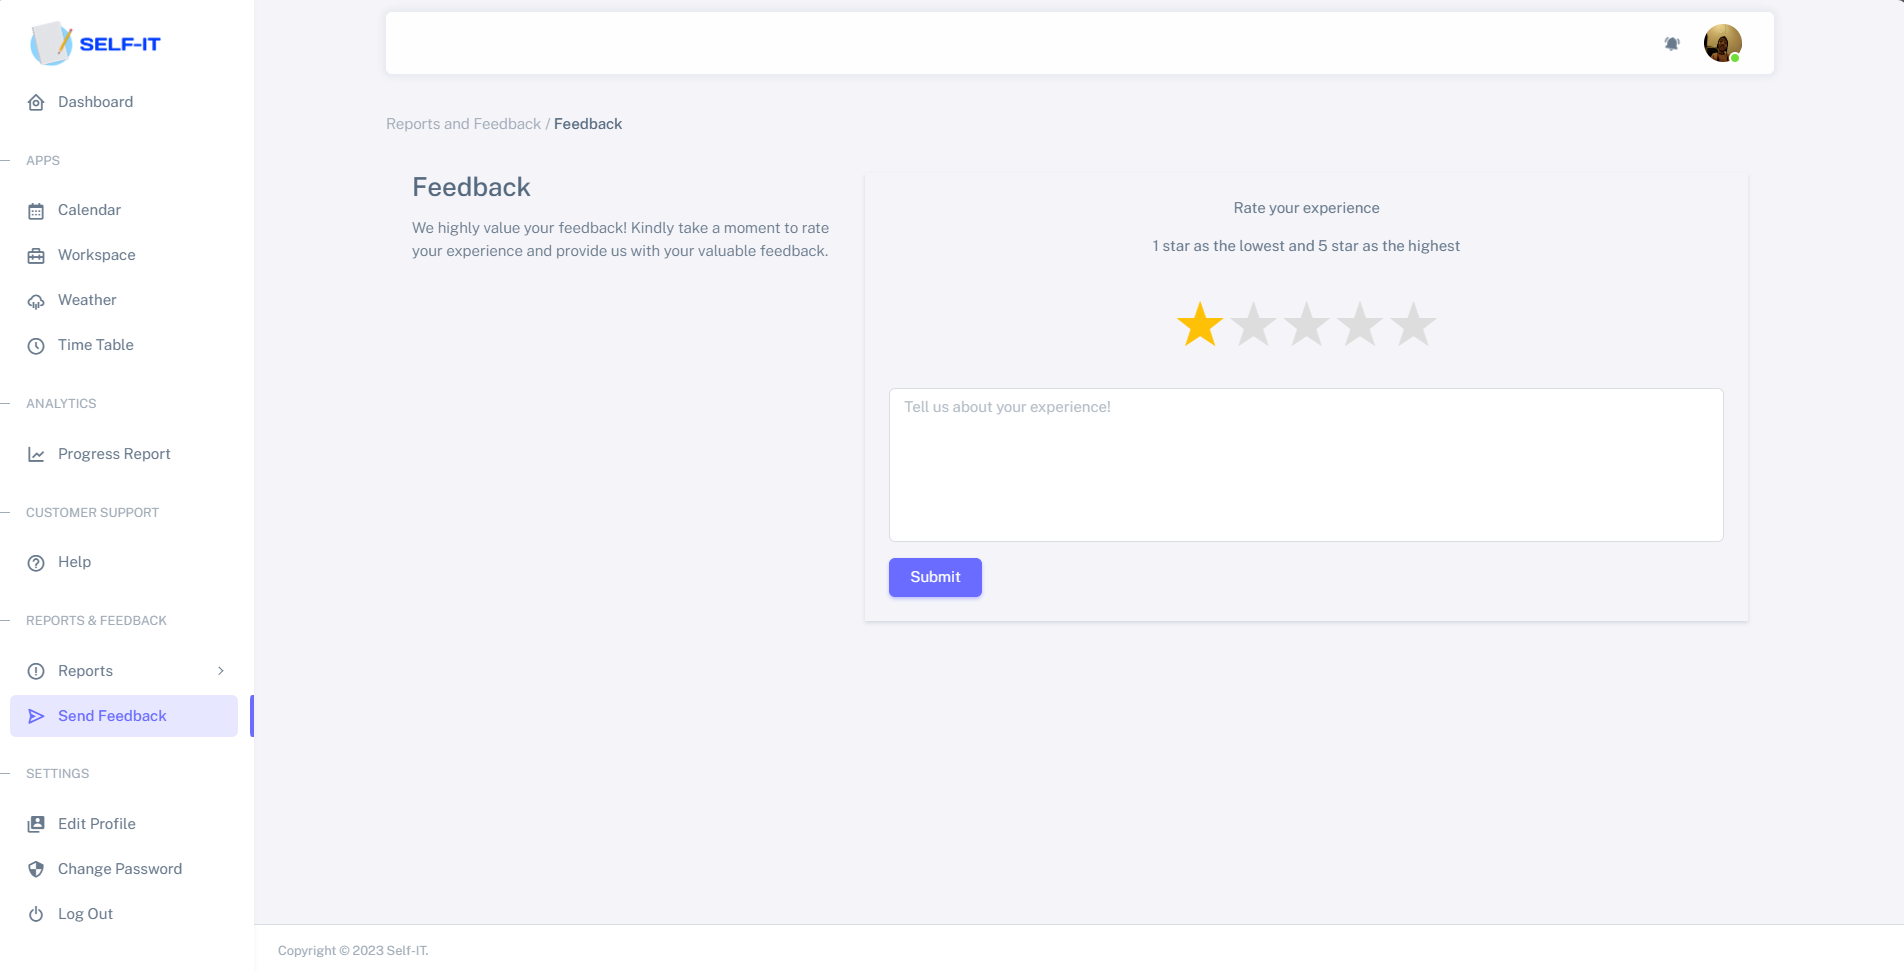 SELF-IT
Dashboard
APPS
Calendar
Workspace
Weather
Time Table
ANALYTICS
Progress Report
CUSTOMER SUPPORT
Help
REPORTS & FEEDBACK
Reports
Send Feedback
SETTINGS
Edit Profile
Change Password
Log Out
Reports and Feedback / Feedback
Feedback
We highly value your feedback! Kindly take a moment to rate
your experience and provide us with your valuable feedback.
Rate your experience
1 star as the lowest and 5 star as the highest
Tell us about your experience!
Submit
Copyright © 2023 Self-IT.